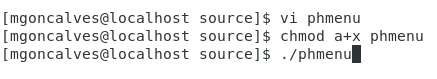 [mgoncalves@localhost source]$ vi phmenu
[mgoncalves@localhost source]$ chmod a+x phmenu
[mgoncalves@localhost source]$ ./phmenu